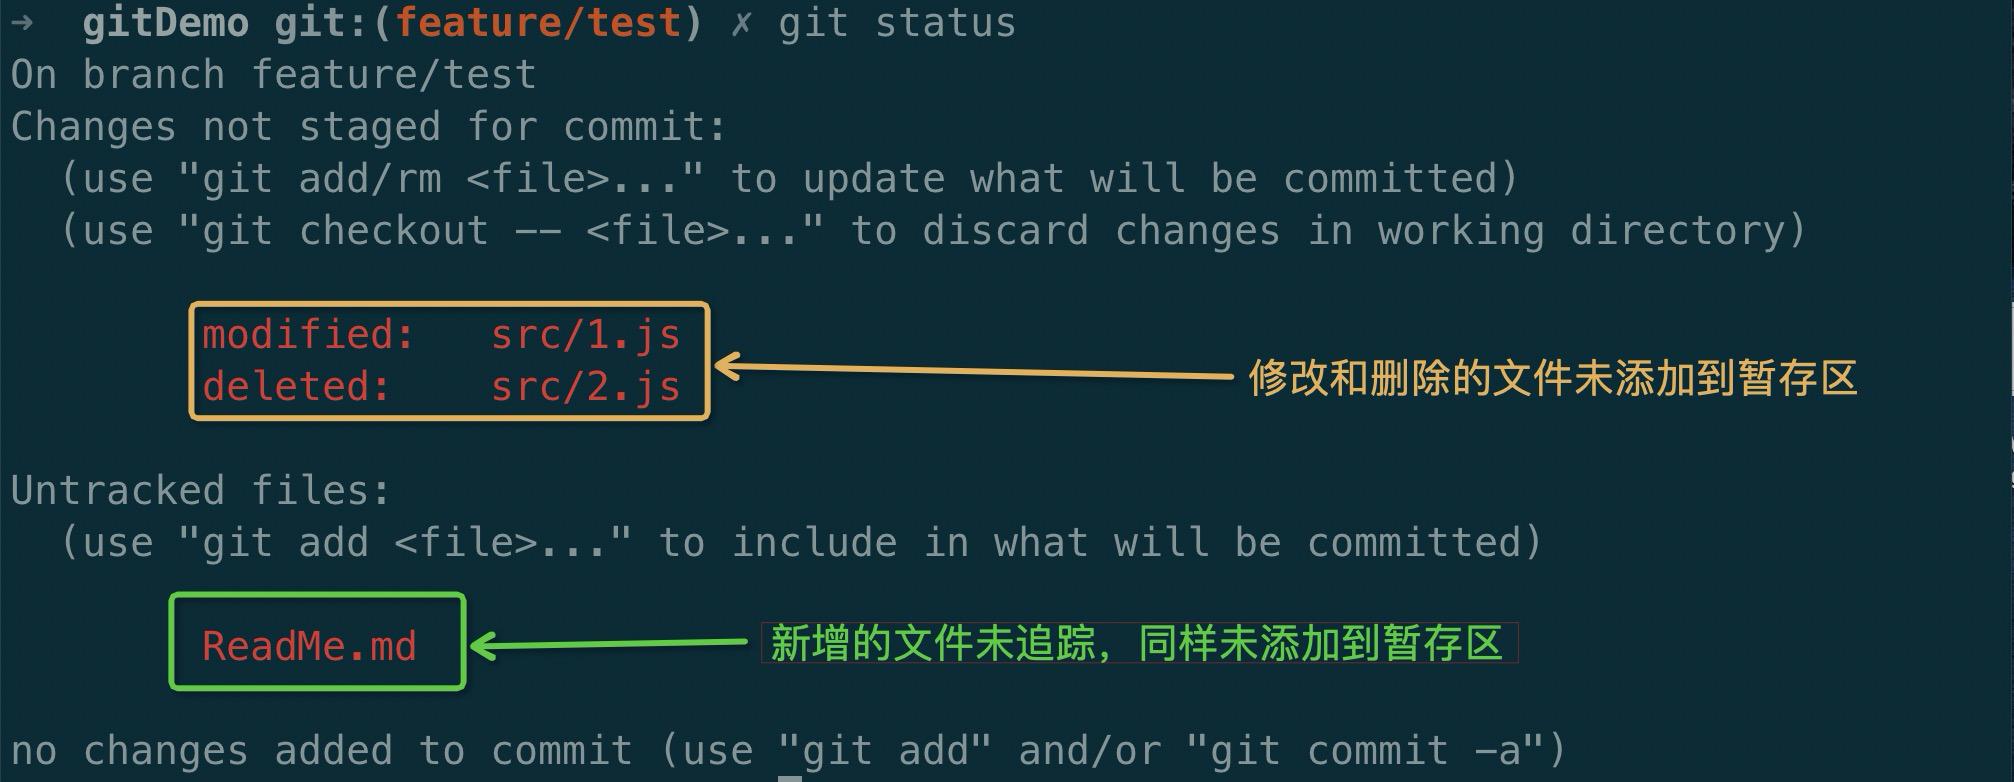 ➜  gitDemo git:(feature/test) ✗ git status
On branch feature/test
Changes not staged for commit:
  (use "git add/rm <file>..." to update what will be committed)
  (use "git checkout -- <file>..." to discard changes in working directory)
modified:   src/1.js
deleted:    src/2.js
修改和删除的文件未添加到暂存区
Untracked files:
  (use "git add <file>..." to include in what will be committed)
ReadMe.md
新增的文件未追踪，同样未添加到暂存区
no changes added to commit (use "git add" and/or "git commit -a")